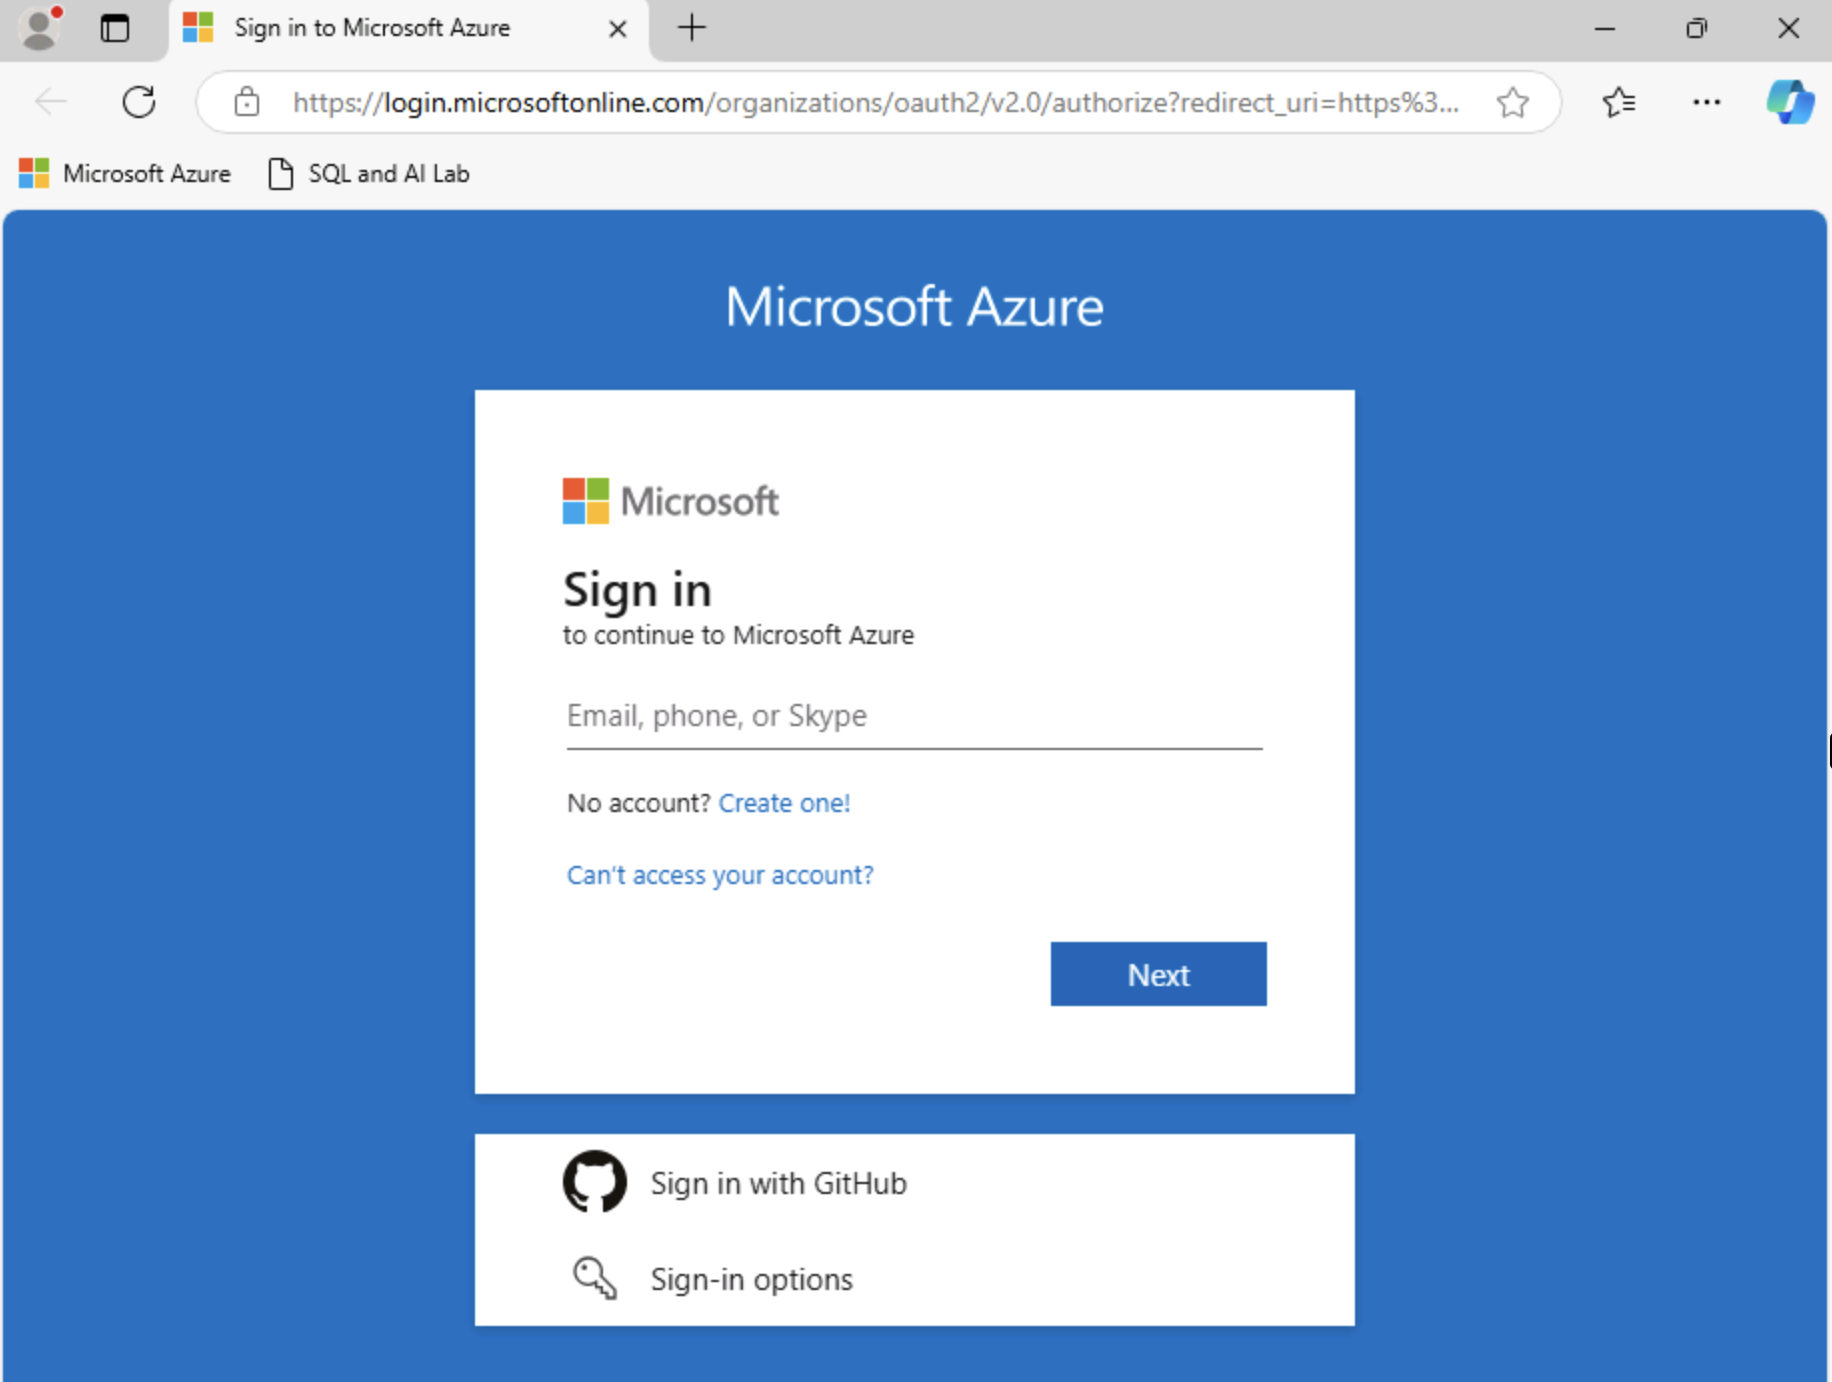 Sign in to Microsoft Azure
https://login.microsoftonline.com/organizations/oauth2/v2.0/authorize?redirect_uri=https%3...
Microsoft Azure
SQL and AI Lab
Microsoft Azure
Microsoft
Sign in
to continue to Microsoft Azure
Email, phone, or Skype
No account? Create one!
Can't access your account?
Next
Sign in with GitHub
Sign-in options